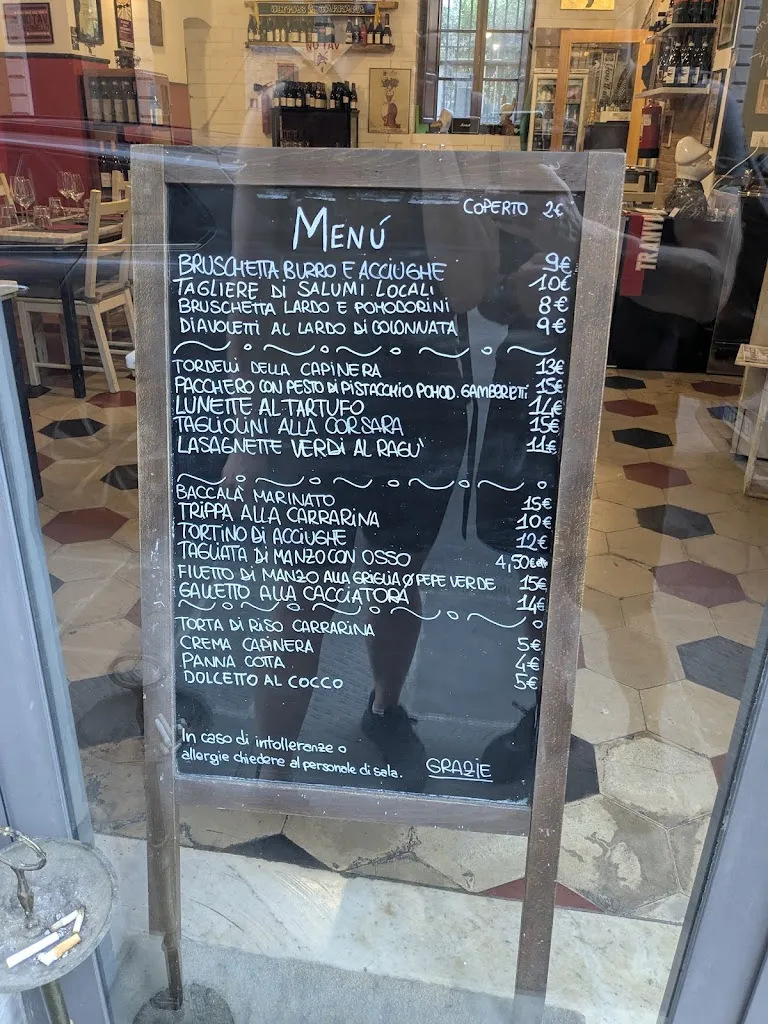 NO TAV
TRANVI
COPERTO 2€
MENÚ
BRUSCHETTA BURRO E ACCIUGHE 9€
TAGLIERE DI SALUMI LOCALI 10€
BRUSCHETTA LARDO E POMODORINI 8€
DIAVOLETTI AL LARDO DI COLONNATA 9€
TORDELLI DELLA CAPINERA 13€
PACCHERO CON PESTO DI PISTACCHIO POMOD. GAMBERETTI 15€
LUNETTE AL TARTUFO 14€
TAGLIOLINI ALLA CORSARA 15€
LASAGNETTE VERDI AL RAGU' 11€
BACCALA' MARINATO 15€
TRIPPA ALLA CARRARINA 10€
TORTINO DI ACCIUGHE 12€
TAGLIATA DI MANZO CON OSSO 4,50€
FILETTO DI MANZO ALLA GRIGLIA O PEPE VERDE 15€
GALLETTO ALLA CACCIATORA 14€
TORTA DI RISO CARRARINA
CREMA CAPINERA 5€
PANNA COTTA 4€
DOLCETTO AL COCCO 5€
In caso di intolleranze o
allergie chiedere al personale di sala. GRAZIE